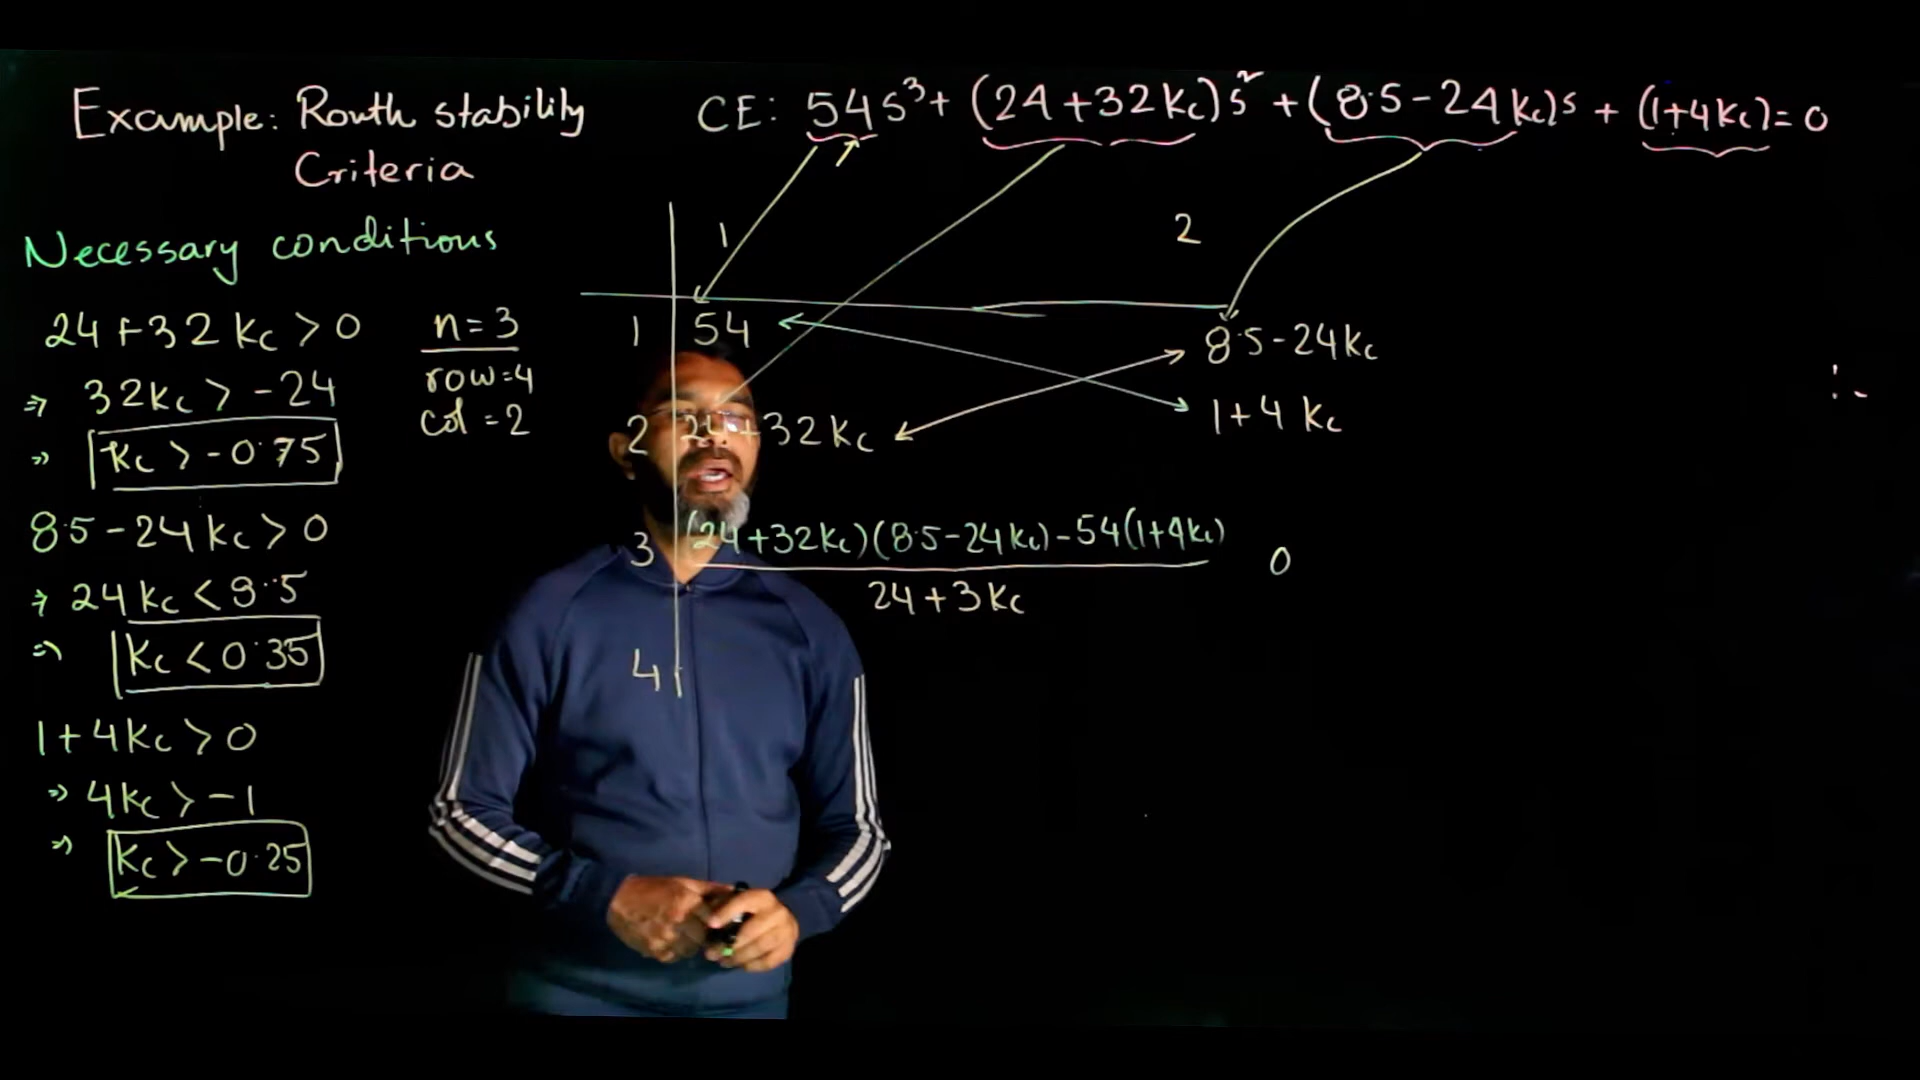 Example: Routh stability
Criteria
CE: 54s³ + (24+32Kc)s² + (8.5-24Kc)s + (1+4Kc) = 0
Necessary conditions
24+32Kc > 0
⇒ 32Kc > -24
⇒ Kc > -0.75
8.5-24Kc > 0
⇒ 24Kc < 8.5
⇒ Kc < 0.35
1+4Kc > 0
⇒ 4Kc > -1
⇒ Kc > -0.25
n=3
row=4
col=2
1 2
1 54 8.5-24Kc
2 24+32Kc 1+4Kc
3 (24+32Kc)(8.5-24Kc)-54(1+4Kc) 0
24+3Kc
4